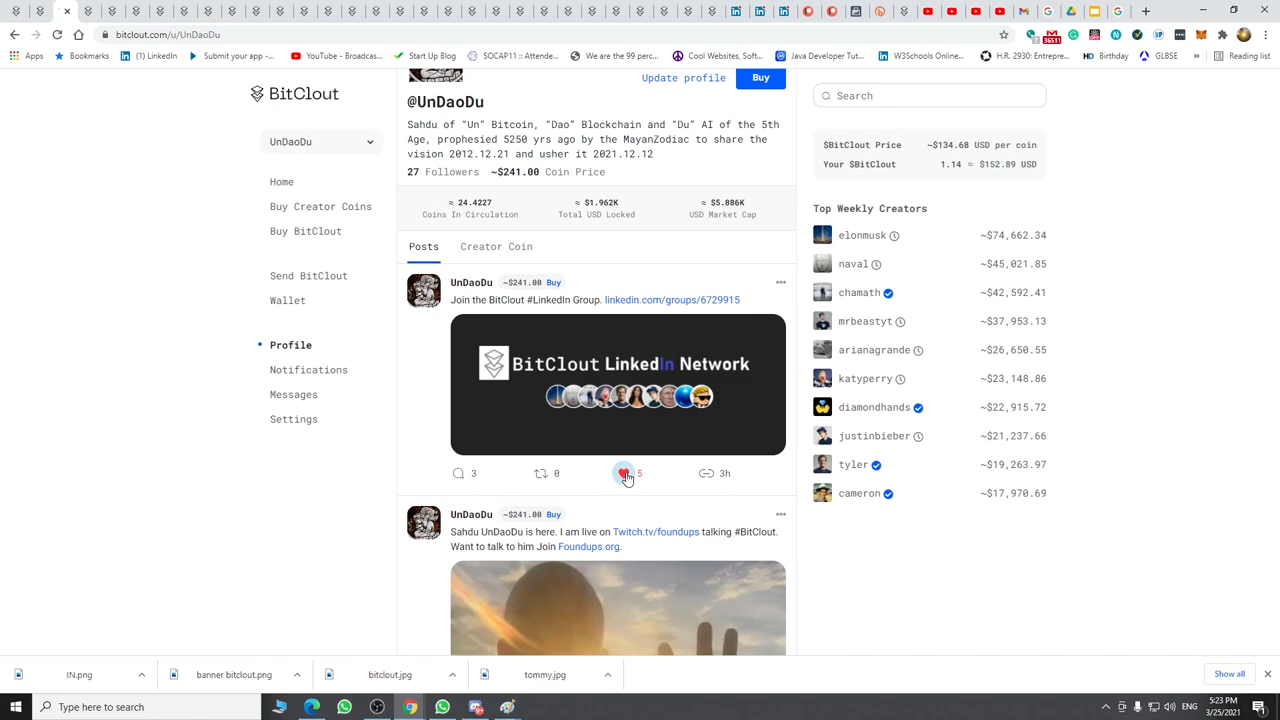 bitclout.com/u/UnDaoDu
36511
Apps
Bookmarks
(1) LinkedIn
Submit your app -...
YouTube - Broadcas...
Start Up Blog
SOCAP11 :: Attende...
We are the 99 perc...
Cool Websites, Soft...
Java Developer Tut...
W3Schools Online...
H.R. 2930: Entrepre...
HD Birthday
GLBSE
»
Reading list
BitClout
UnDaoDu
Home
Buy Creator Coins
Buy BitClout
Send BitClout
Wallet
Profile
Notifications
Messages
Settings
Update profile
Buy
@UnDaoDu
Sahdu of "Un" Bitcoin, "Dao" Blockchain and "Du" AI of the 5th
Age, prophesied 5250 yrs ago by the MayanZodiac to share the
vision 2012.12.21 and usher it 2021.12.12
27 Followers ~$241.00 Coin Price
≈ 24.4227
Coins In Circulation
≈ $1.962K
Total USD Locked
≈ $5.886K
USD Market Cap
Posts
Creator Coin
UnDaoDu ~$241.00 Buy
Join the BitClout #LinkedIn Group. linkedin.com/groups/6729915
BitClout LinkedIn Network
3
0
5
3h
UnDaoDu ~$241.00 Buy
Sahdu UnDaoDu is here. I am live on Twitch.tv/foundups talking #BitClout.
Want to talk to him Join Foundups.org.
Search
$BitClout Price ~$134.68 USD per coin
Your $BitClout 1.14 ≈ $152.89 USD
Top Weekly Creators
elonmusk ~$74,662.34
naval ~$45,021.85
chamath ~$42,592.41
mrbeastyt ~$37,953.13
arianagrande ~$26,650.55
katyperry ~$23,148.86
diamondhands ~$22,915.72
justinbieber ~$21,237.66
tyler ~$19,263.97
cameron ~$17,970.69
IN.png
banner bitclout.png
bitclout.jpg
tommy.jpg
Show all
Type here to search
ENG
5:23 PM
3/25/2021